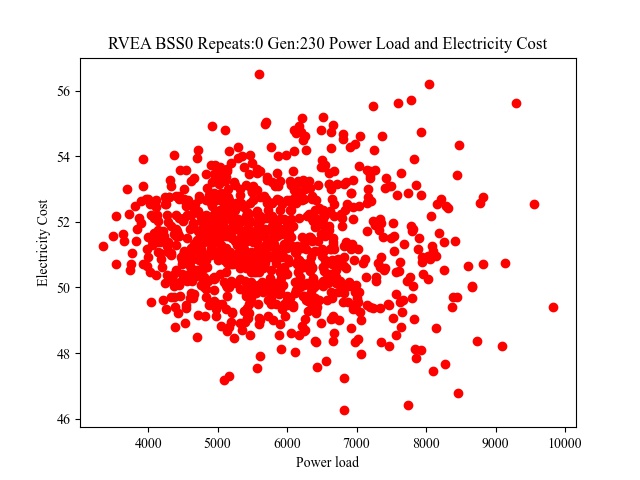 RVEA BSS0 Repeats:0 Gen:230 Power Load and Electricity Cost
56
54
52
50
48
46
Electricity Cost
4000 5000 6000 7000 8000 9000 10000
Power load